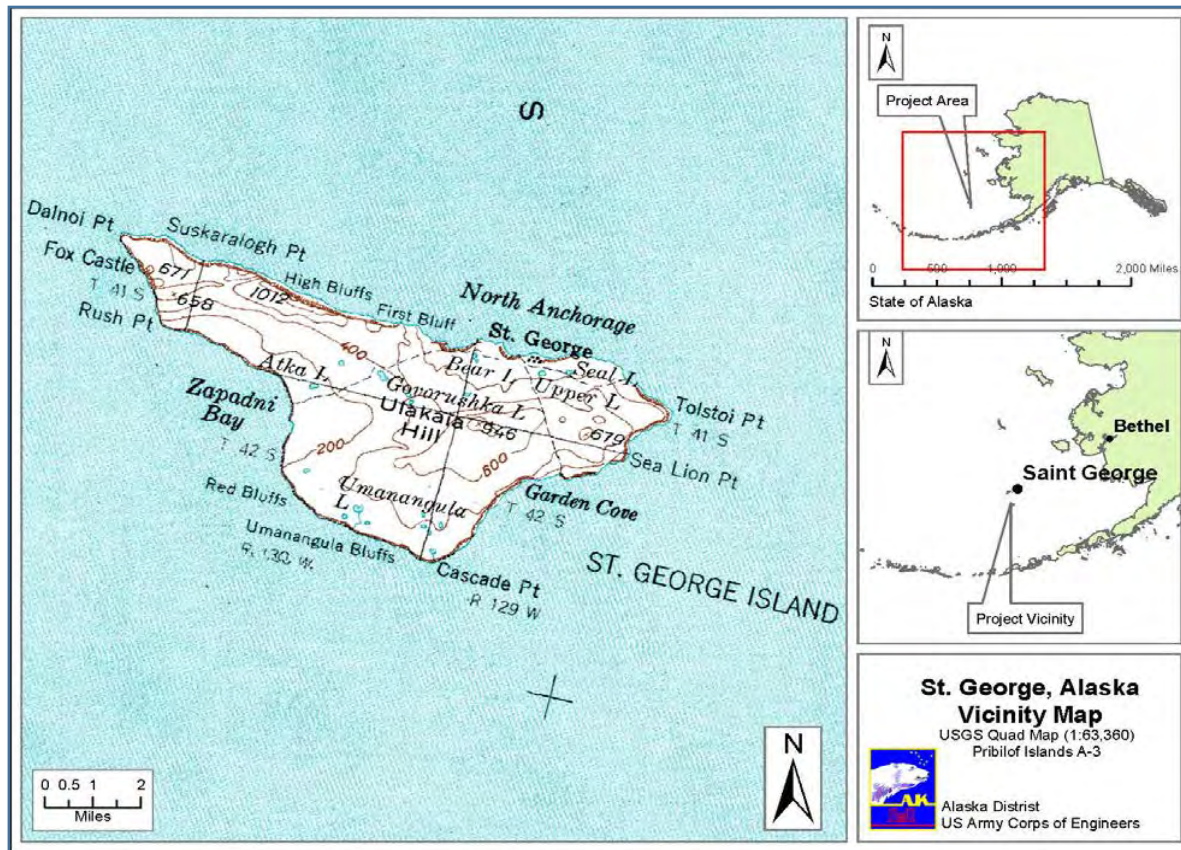 S
Dalnoi Pt
Suskaralogh Pt
Fox Castle
T 41 S
671
High Bluffs
North Anchorage
658
1012
First Bluff
St. George
Rush Pt
400
Bear L
Seal L
Atka L
Govorushka L
Upper L
Zapadni
Bay
Ulakaia
Hill
946
679
Tolstoi Pt
T 41 S
T 42 S
200
600
Sea Lion Pt
Red Bluffs
Umanangula
L
Garden Cove
T 42 S
Umanangula Bluffs
R 130 W
Cascade Pt
R 129 W
ST. GEORGE ISLAND
0 0.5 1 2
Miles
N
N
Project Area
0 500 1,000 2,000 Miles
State of Alaska
N
Bethel
Saint George
Project Vicinity
St. George, Alaska
Vicinity Map
USGS Quad Map (1:63,360)
Pribilof Islands A-3
AK
Alaska District
US Army Corps of Engineers